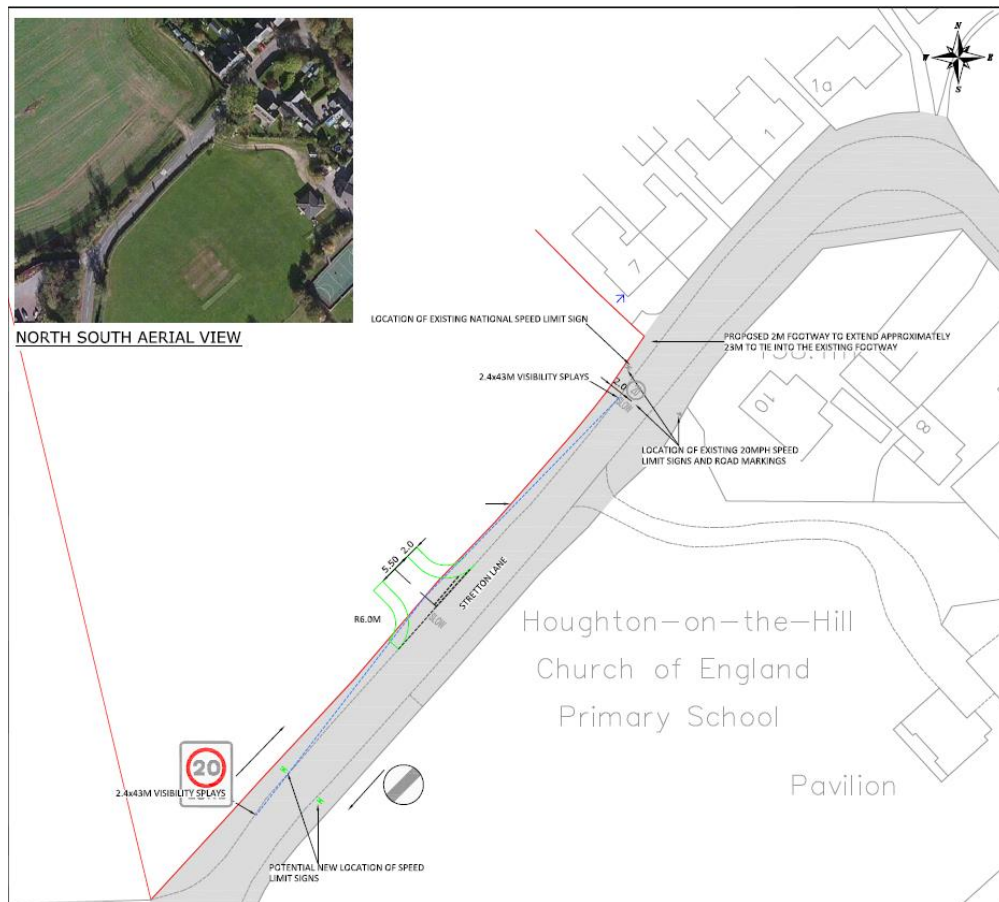 N
W E
S
NORTH SOUTH AERIAL VIEW
1a
1
7
LOCATION OF EXISTING NATIONAL SPEED LIMIT SIGN
PROPOSED 2M FOOTWAY TO EXTEND APPROXIMATELY
23M TO TIE INTO THE EXISTING FOOTWAY
2.4x43M VISIBILITY SPLAYS
2.0
20
SLOW
10
8
LOCATION OF EXISTING 20MPH SPEED
LIMIT SIGNS AND ROAD MARKINGS
5.50
2.0
STRETTON LANE
R6.0M
SLOW
Houghton-on-the-Hill
Church of England
Primary School
Pavilion
20
2.4x43M VISIBILITY SPLAYS
POTENTIAL NEW LOCATION OF SPEED
LIMIT SIGNS